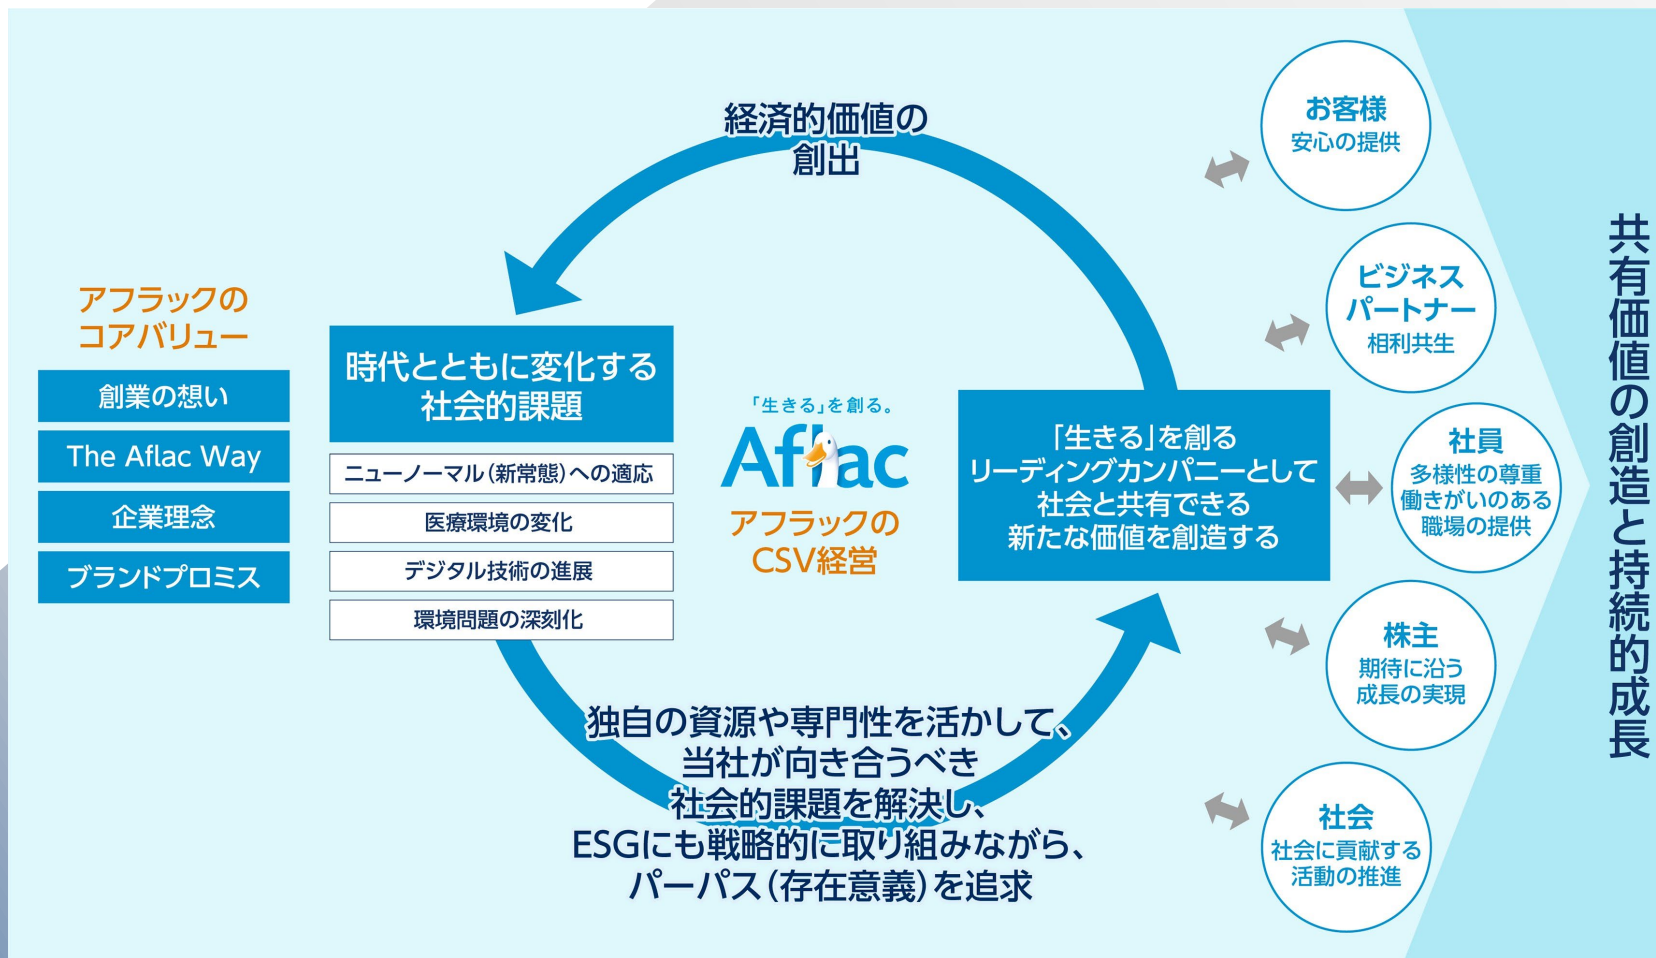 経済的価値の
創出
アフラックの
コアバリュー
創業の想い
The Aflac Way
企業理念
ブランドプロミス
時代とともに変化する
社会的課題
ニューノーマル(新常態)への適応
医療環境の変化
デジタル技術の進展
環境問題の深刻化
「生きる」を創る。
Aflac
アフラックの
CSV経営
「生きる」を創る
リーディングカンパニーとして
社会と共有できる
新たな価値を創造する
独自の資源や専門性を活かして、
当社が向き合うべき
社会的課題を解決し、
ESGにも戦略的に取り組みながら、
パーパス(存在意義)を追求
お客様
安心の提供
ビジネス
パートナー
相利共生
社員
多様性の尊重
働きがいのある
職場の提供
株主
期待に沿う
成長の実現
社会
社会に貢献する
活動の推進
共有価値の創造と持続的成長